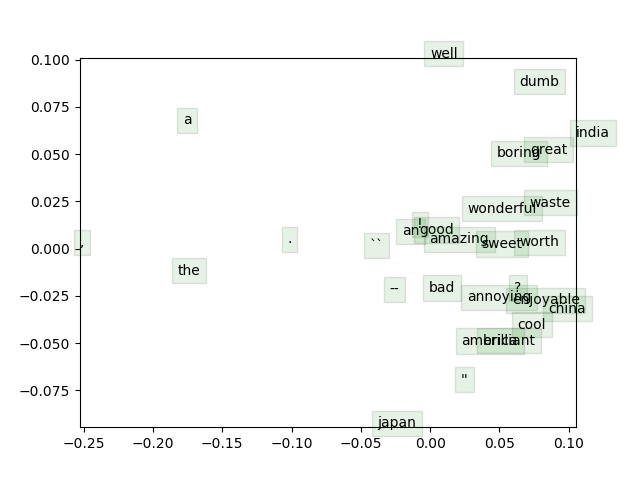 well
0.100
dumb
0.075
a
india
0.050
boring
great
0.025
wonderful
waste
!
an
good
amazing
sweet
worth
0.000
,
.
``
the
--
bad
?
−0.025
annoying
enjoyable
china
cool
−0.050
america
brilliant
"
−0.075
japan
−0.25 −0.20 −0.15 −0.10 −0.05 0.00 0.05 0.10